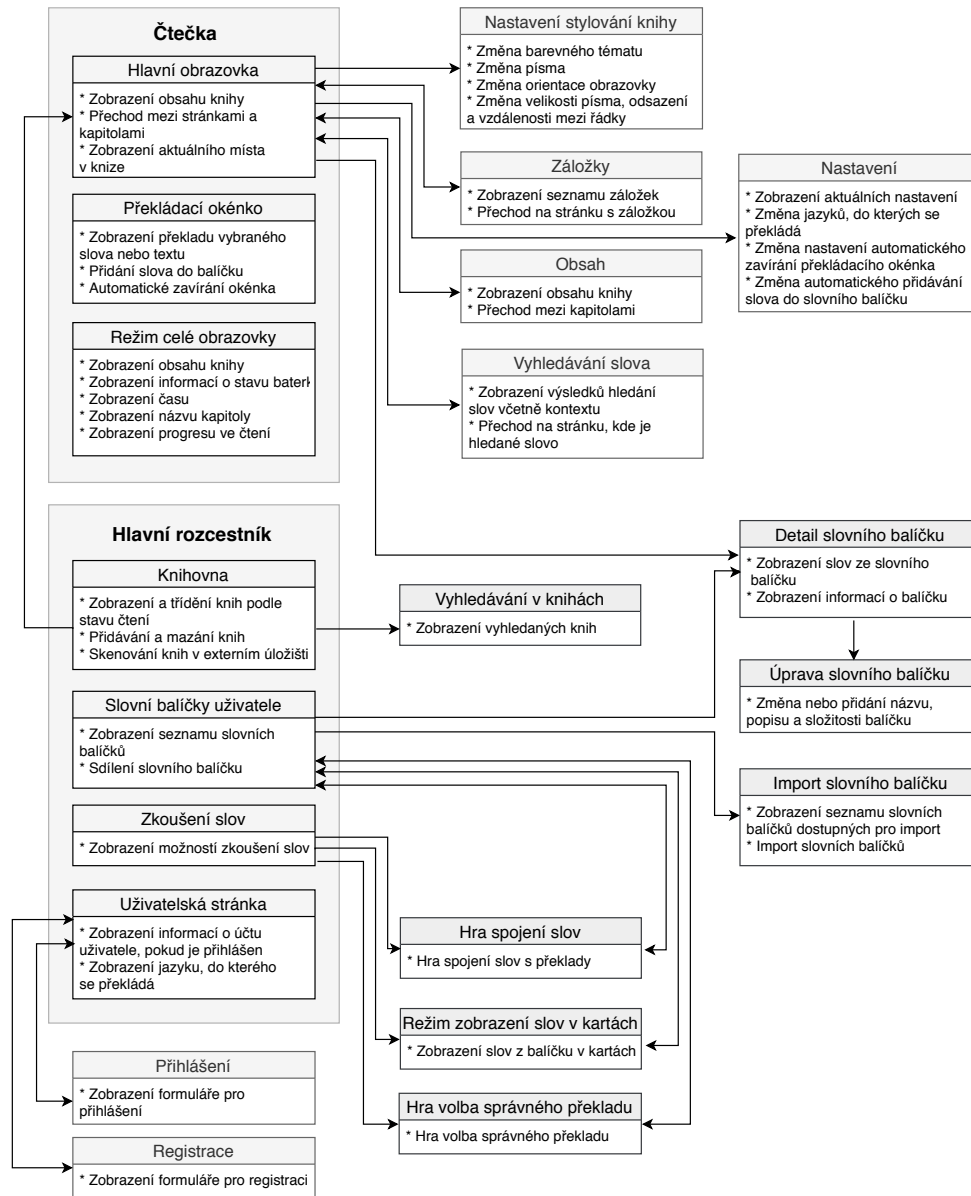 Čtečka
Hlavní obrazovka
* Zobrazení obsahu knihy
* Přechod mezi stránkami a
kapitolami
* Zobrazení aktuálního místa
v knize
Překládací okénko
* Zobrazení překladu vybraného
slova nebo textu
* Přidání slova do balíčku
* Automatické zavírání okénka
Režim celé obrazovky
* Zobrazení obsahu knihy
* Zobrazení informací o stavu baterk
* Zobrazení času
* Zobrazení názvu kapitoly
* Zobrazení progresu ve čtení
Nastavení stylování knihy
* Změna barevného tématu
* Změna písma
* Změna orientace obrazovky
* Změna velikosti písma, odsazení
a vzdálenosti mezi řádky
Záložky
* Zobrazení seznamu záložek
* Přechod na stránku s záložkou
Obsah
* Zobrazení obsahu knihy
* Přechod mezi kapitolami
Vyhledávání slova
* Zobrazení výsledků hledání
slov včetně kontextu
* Přechod na stránku, kde je
hledané slovo
Nastavení
* Zobrazení aktuálních nastavení
* Změna jazyků, do kterých se
překládá
* Změna nastavení automatického
zavírání překládacího okénka
* Změna automatického přidávání
slova do slovního balíčku
Hlavní rozcestník
Knihovna
* Zobrazení a třídění knih podle
stavu čtení
* Přidávání a mazání knih
* Skenování knih v externím úložišti
Slovní balíčky uživatele
* Zobrazení seznamu slovních
balíčků
* Sdílení slovního balíčku
Zkoušení slov
* Zobrazení možností zkoušení slov
Uživatelská stránka
* Zobrazení informací o účtu
uživatele, pokud je přihlášen
* Zobrazení jazyku, do kterého
se překládá
Přihlášení
* Zobrazení formuláře pro
přihlášení
Registrace
* Zobrazení formuláře pro registraci
Vyhledávání v knihách
* Zobrazení vyhledaných knih
Hra spojení slov
* Hra spojení slov s překlady
Režim zobrazení slov v kartách
* Zobrazení slov z balíčku v kartách
Hra volba správného překladu
* Hra volba správného překladu
Detail slovního balíčku
* Zobrazení slov ze slovního
balíčku
* Zobrazení informací o balíčku
Úprava slovního balíčku
* Změna nebo přidání názvu,
popisu a složitosti balíčku
Import slovního balíčku
* Zobrazení seznamu slovních
balíčků dostupných pro import
* Import slovních balíčků